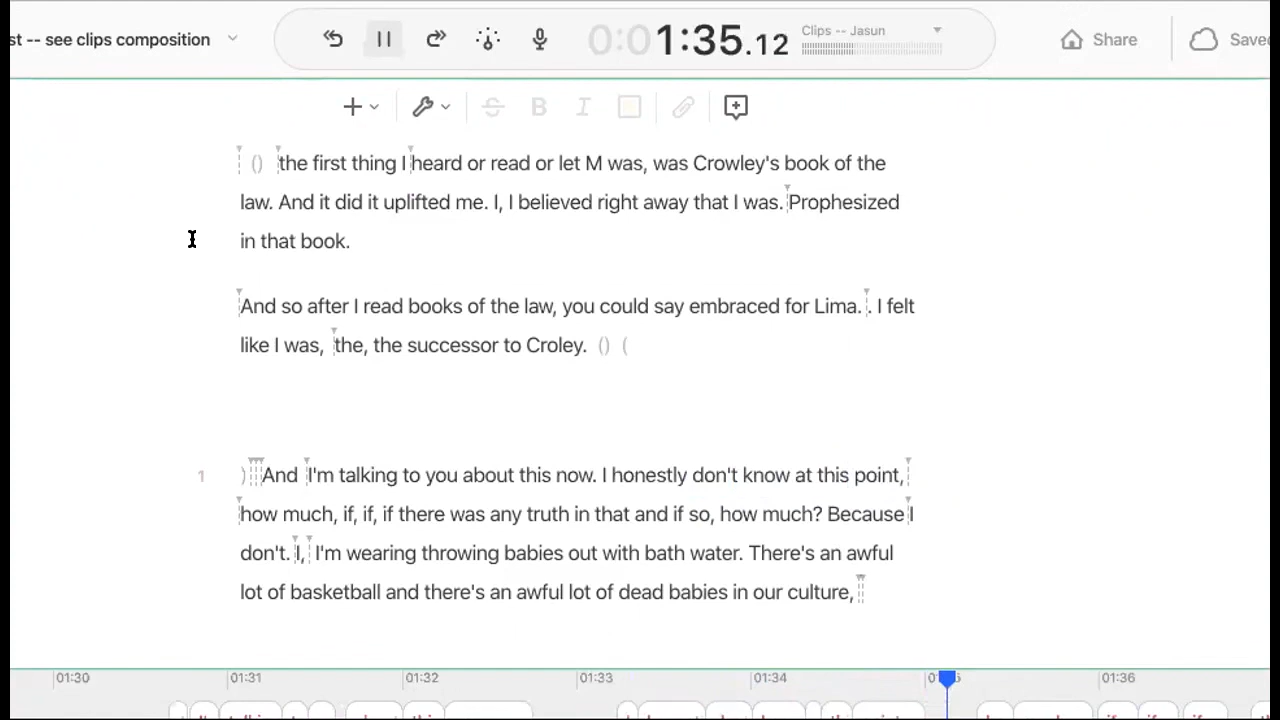 st -- see clips composition
0:01:35.12
Clips -- Jasun
Share
Save
B I
() the first thing I heard or read or let M was, was Crowley's book of the
law. And it did it uplifted me. I, I believed right away that I was. Prophesized
in that book.
And so after I read books of the law, you could say embraced for Lima. . I felt
like I was, the, the successor to Croley. () (
1
) And I'm talking to you about this now. I honestly don't know at this point,
how much, if, if, if there was any truth in that and if so, how much? Because I
don't. I, I'm wearing throwing babies out with bath water. There's an awful
lot of basketball and there's an awful lot of dead babies in our culture,
01:30 01:31 01:32 01:33 01:34 01:36